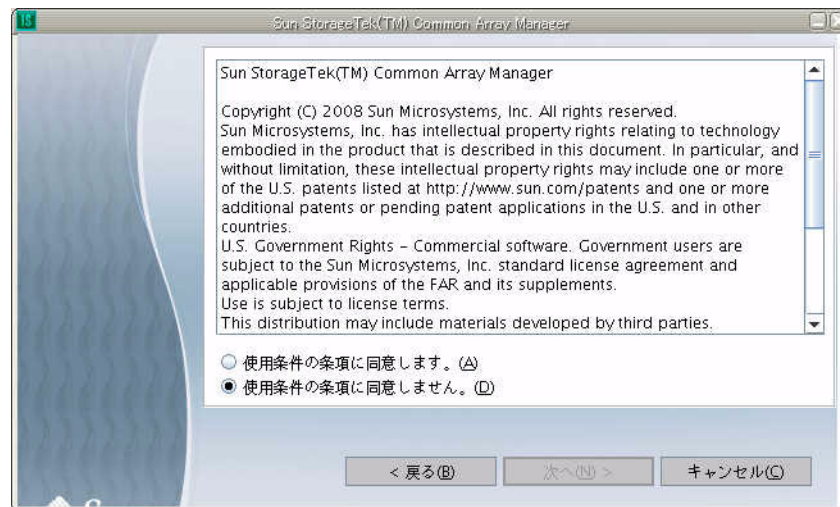 Sun StorageTek(TM) Common Array Manager
Sun StorageTek(TM) Common Array Manager
Copyright (C) 2008 Sun Microsystems, Inc. All rights reserved.
Sun Microsystems, Inc. has intellectual property rights relating to technology
embodied in the product that is described in this document. In particular, and
without limitation, these intellectual property rights may include one or more
of the U.S. patents listed at http://www.sun.com/patents and one or more
additional patents or pending patent applications in the U.S. and in other
countries.
U.S. Government Rights – Commercial software. Government users are
subject to the Sun Microsystems, Inc. standard license agreement and
applicable provisions of the FAR and its supplements.
Use is subject to license terms.
This distribution may include materials developed by third parties.
使用条件の条項に同意します。(A)
使用条件の条項に同意しません。(D)
< 戻る(B)
次へ(N) >
キャンセル(C)